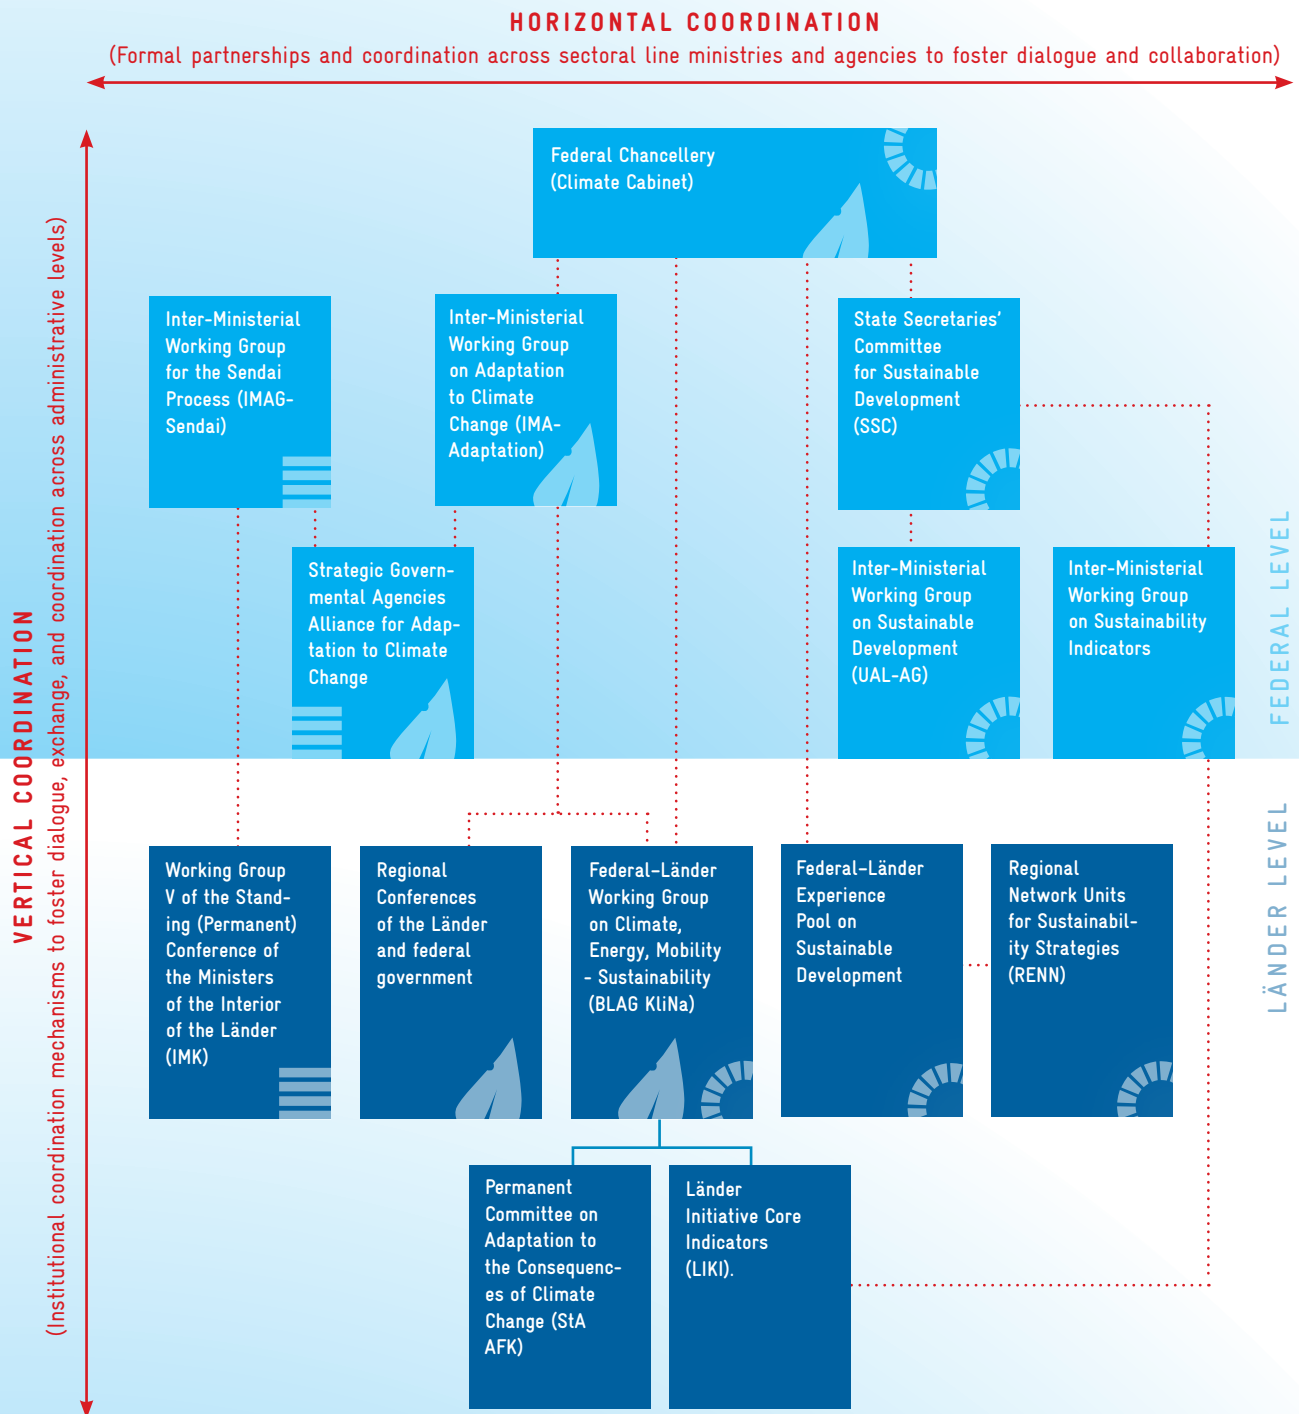 HORIZONTAL COORDINATION
(Formal partnerships and coordination across sectoral line ministries and agencies to foster dialogue and collaboration)
VERTICAL COORDINATION
(Institutional coordination mechanisms to foster dialogue, exchange, and coordination across administrative levels)
Federal Chancellery
(Climate Cabinet)
Inter-Ministerial
Working Group
for the Sendai
Process (IMAG-
Sendai)
Inter-Ministerial
Working Group
on Adaptation
to Climate
Change (IMA-
Adaptation)
State Secretaries’
Committee
for Sustainable
Development
(SSC)
Strategic Govern-
mental Agencies
Alliance for Adap-
tation to Climate
Change
Inter-Ministerial
Working Group
on Sustainable
Development
(UAL-AG)
Inter-Ministerial
Working Group
on Sustainability
Indicators
FEDERAL LEVEL
LÄNDER LEVEL
Working Group
V of the Stand-
ing (Permanent)
Conference of
the Ministers
of the Interior
of the Länder
(IMK)
Regional
Conferences
of the Länder
and federal
government
Federal-Länder
Working Group
on Climate,
Energy, Mobility
- Sustainability
(BLAG KliNa)
Federal-Länder
Experience
Pool on
Sustainable
Development
Regional
Network Units
for Sustainabil-
ity Strategies
(RENN)
Permanent
Committee on
Adaptation to
the Consequenc-
es of Climate
Change (StA
AFK)
Länder
Initiative Core
Indicators
(LIKI).